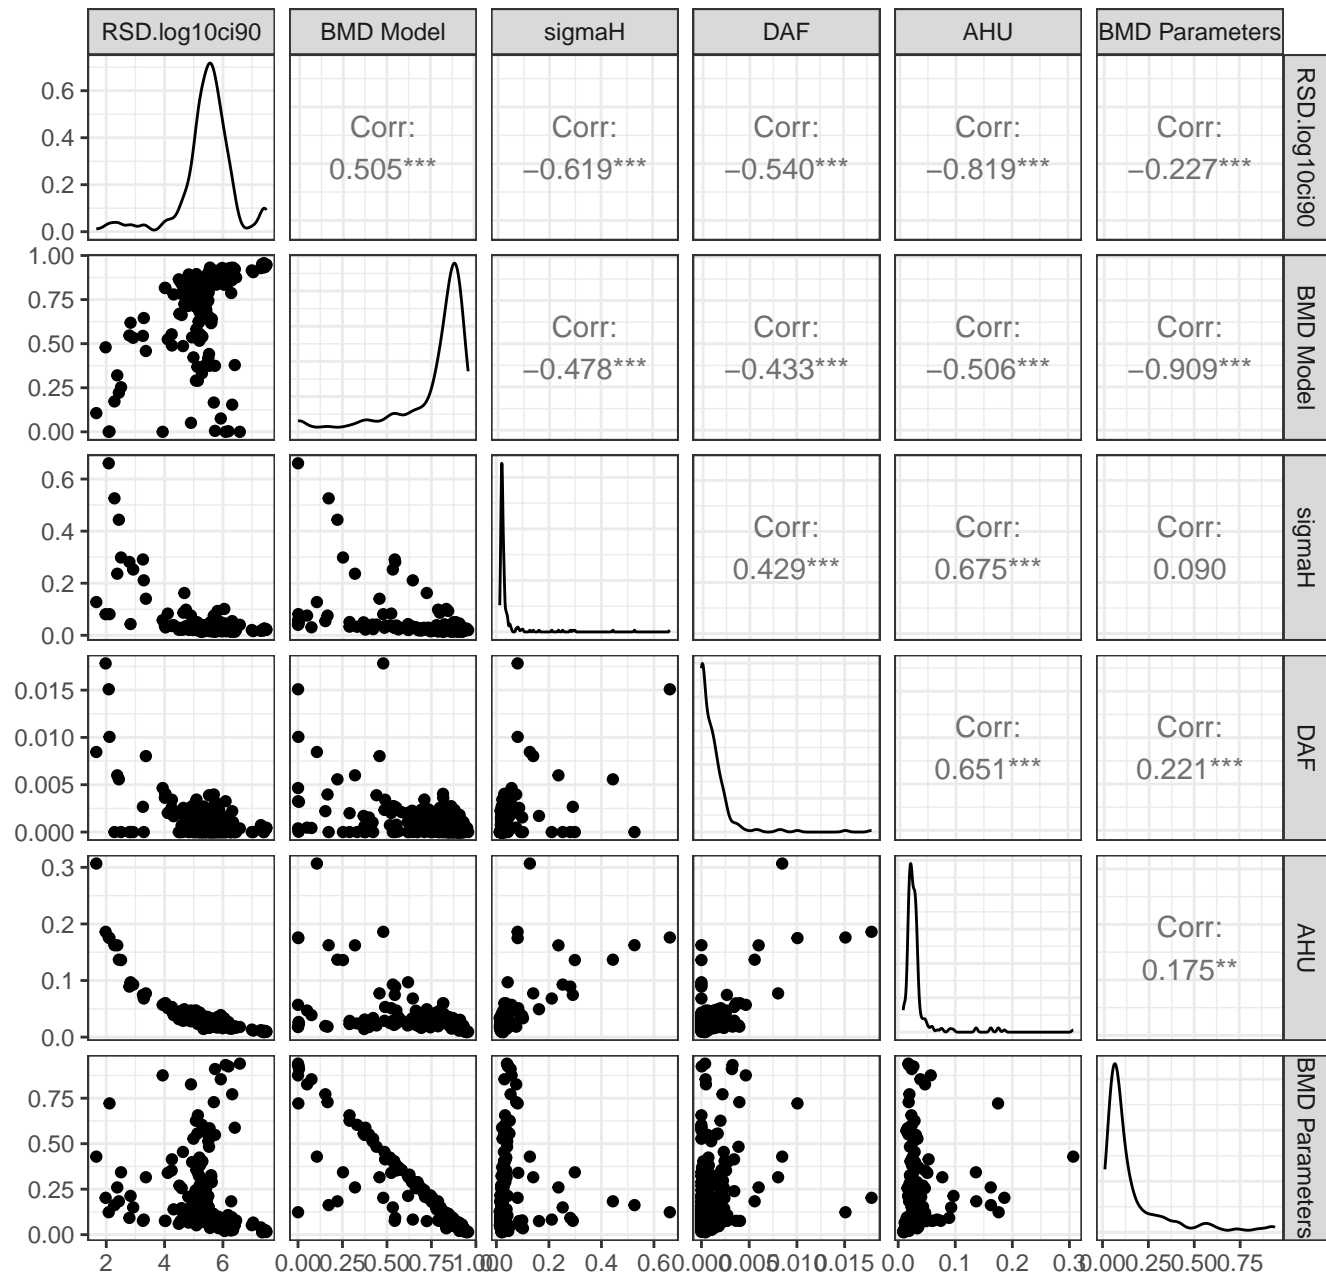 RSD.log10ci90 BMD Model sigmaH DAF AHU BMD Parameters
0.6
0.4
0.2
0.0
Corr: Corr: Corr: Corr: Corr:
0.505*** −0.619*** −0.540*** −0.819*** −0.227***
RSD.log10ci90
1.00
0.75
0.50
0.25
0.00
Corr: Corr: Corr: Corr:
−0.478*** −0.433*** −0.506*** −0.909***
BMD Model
0.6
0.4
0.2
0.0
Corr: Corr: Corr:
0.429*** 0.675*** 0.090
sigmaH
0.015
0.010
0.005
0.000
Corr: Corr:
0.651*** 0.221***
DAF
0.3
0.2
0.1
0.0
Corr:
0.175**
AHU
0.75
0.50
0.25
0.00
BMD Parameters
2 4 6 0.00 0.25 0.50 0.75 1.00 0.0 0.2 0.4 0.6 0.000 0.005 0.010 0.015 0.0 0.1 0.2 0.3 0.00 0.25 0.50 0.75